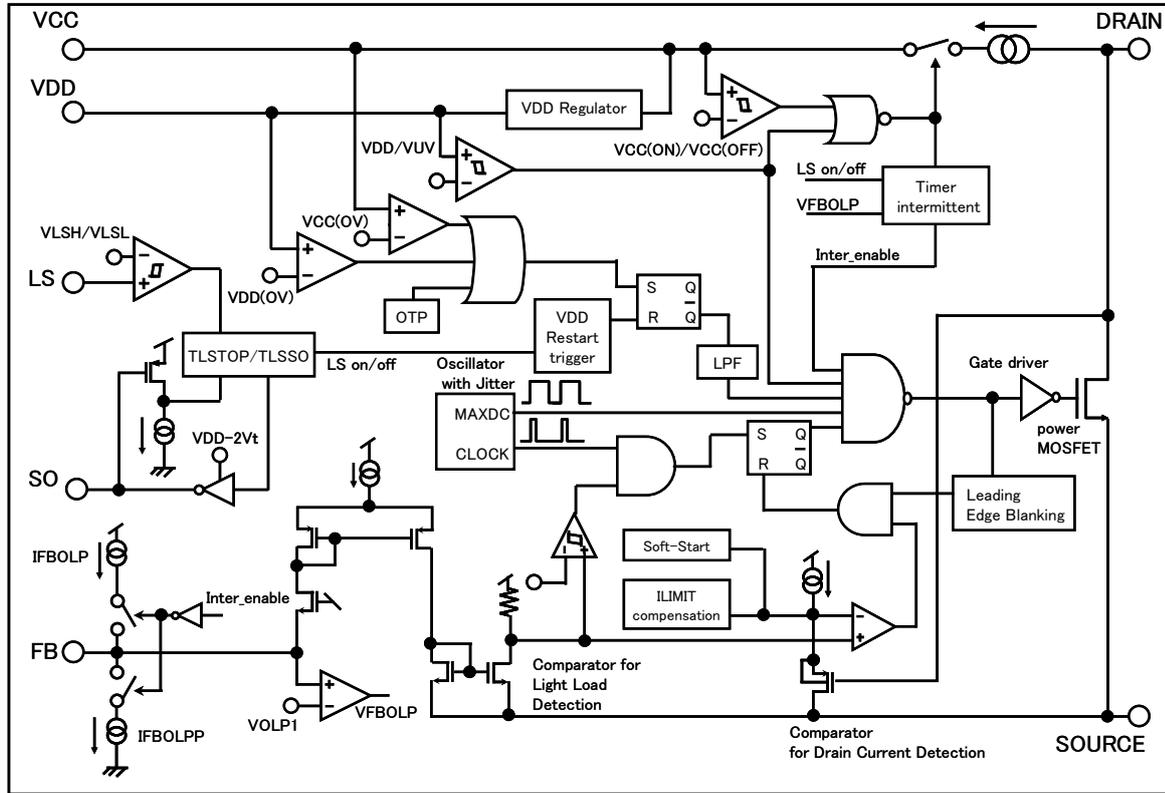 VCC
DRAIN
VDD
VDD Regulator
VDD/VUV
VCC(ON)/VCC(OFF)
LS on/off
VFBOLP
Timer
intermittent
VCC(OV)
VLSH/VLSL
LS
VDD(OV)
Inter_enable
OTP
VDD
Restart
trigger
S
Q
R
Q
LPF
TLSTOP/TLSSO
LS on/off
Oscillator
with Jitter
MAXDC
CLOCK
Gate driver
power
MOSFET
S
Q
R
Q
VDD-2Vt
SO
Leading
Edge Blanking
Soft-Start
ILIMIT
compensation
IFBOLP
Inter_enable
FB
VOLP1
VFBOLP
IFBOLPP
Comparator for
Light Load
Detection
Comparator
for Drain Current Detection
SOURCE